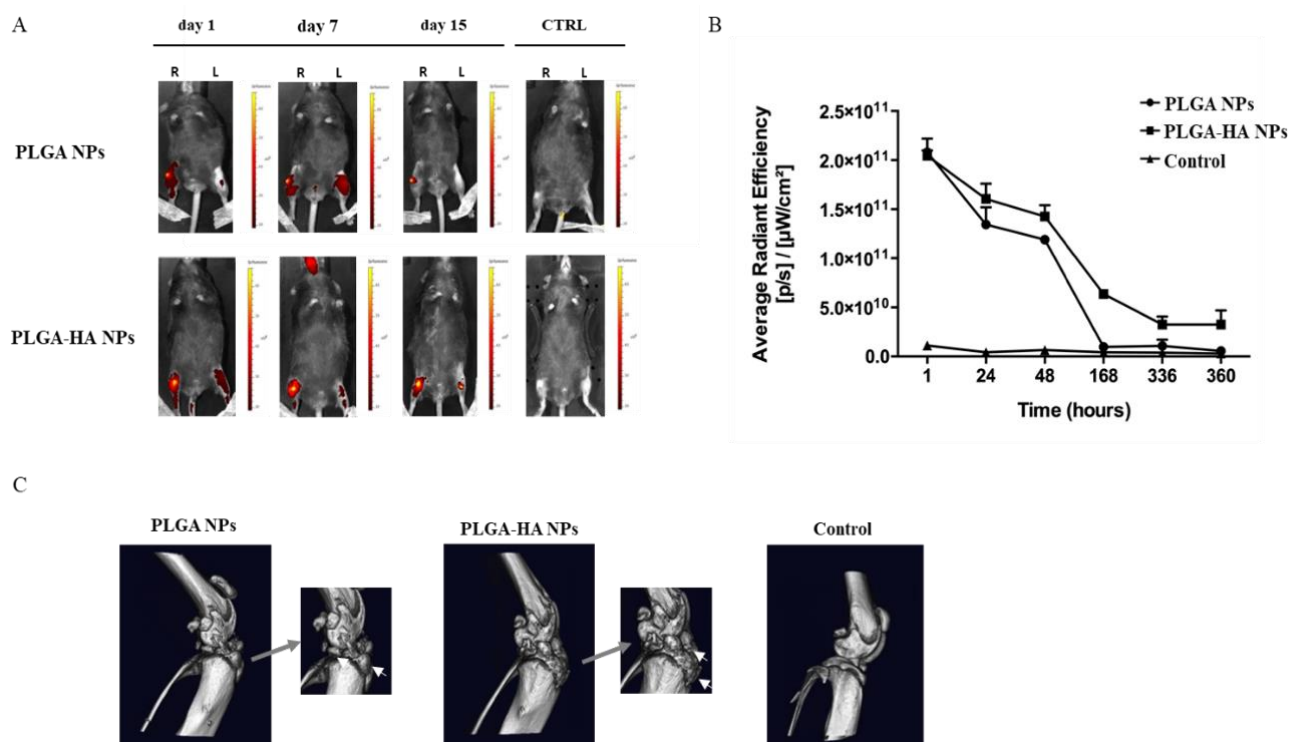 A
day 1
day 7
day 15
CTRL
R L
R L
R L
R L
PLGA NPs
PLGA-HA NPs
B
Average Radiant Efficiency
[p/s] / [µW/cm²]
2.5×10¹¹
2.0×10¹¹
1.5×10¹¹
1.0×10¹¹
5.0×10¹⁰
0.0
1 24 48 168 336 360
Time (hours)
PLGA NPs
PLGA-HA NPs
Control
C
PLGA NPs
PLGA-HA NPs
Control